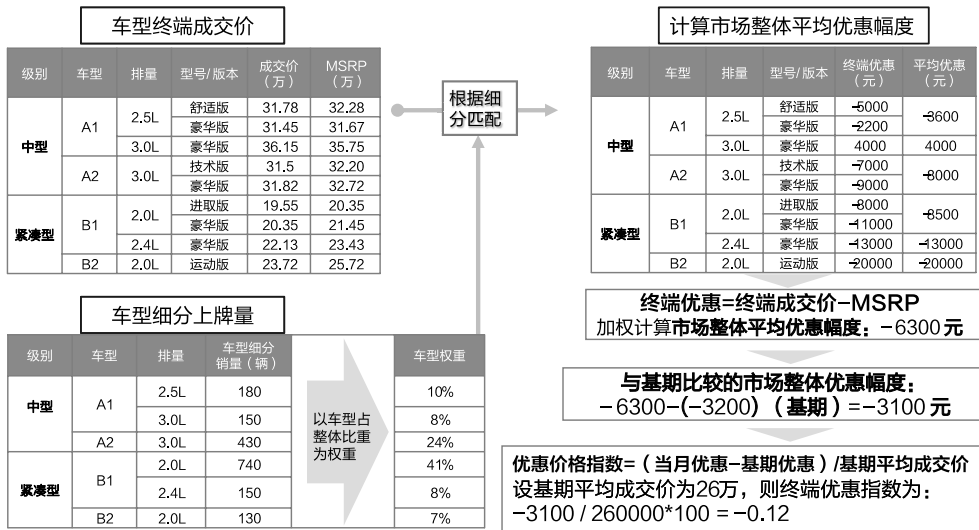 车型终端成交价
级别 车型 排量 型号/版本 成交价（万） MSRP（万）
中型 A1 2.5L 舒适版 31.78 32.28
豪华版 31.45 31.67
3.0L 豪华版 36.15 35.75
A2 3.0L 技术版 31.5 32.20
豪华版 31.82 32.72
紧凑型 B1 2.0L 进取版 19.55 20.35
豪华版 20.35 21.45
2.4L 豪华版 22.13 23.43
B2 2.0L 运动版 23.72 25.72
根据细
分匹配
计算市场整体平均优惠幅度
级别 车型 排量 型号/版本 终端优惠（元） 平均优惠（元）
中型 A1 2.5L 舒适版 -5000 -3600
豪华版 -2200
3.0L 豪华版 4000 4000
A2 3.0L 技术版 -7000 -8000
豪华版 -9000
紧凑型 B1 2.0L 进取版 -8000 -8500
豪华版 -11000
2.4L 豪华版 -13000 -13000
B2 2.0L 运动版 -20000 -20000
车型细分上牌量
级别 车型 排量 车型细分销量（辆）
中型 A1 2.5L 180
3.0L 150
A2 3.0L 430
紧凑型 B1 2.0L 740
2.4L 150
B2 2.0L 130
以车型占
整体比重
为权重
车型权重
10%
8%
24%
41%
8%
7%
终端优惠=终端成交价-MSRP
加权计算市场整体平均优惠幅度：-6300元
与基期比较的市场整体优惠幅度：
-6300-(-3200)（基期）=-3100元
优惠价格指数=（当月优惠-基期优惠）/基期平均成交价
设基期平均成交价为26万，则终端优惠指数为：
-3100 / 260000*100 = -0.12